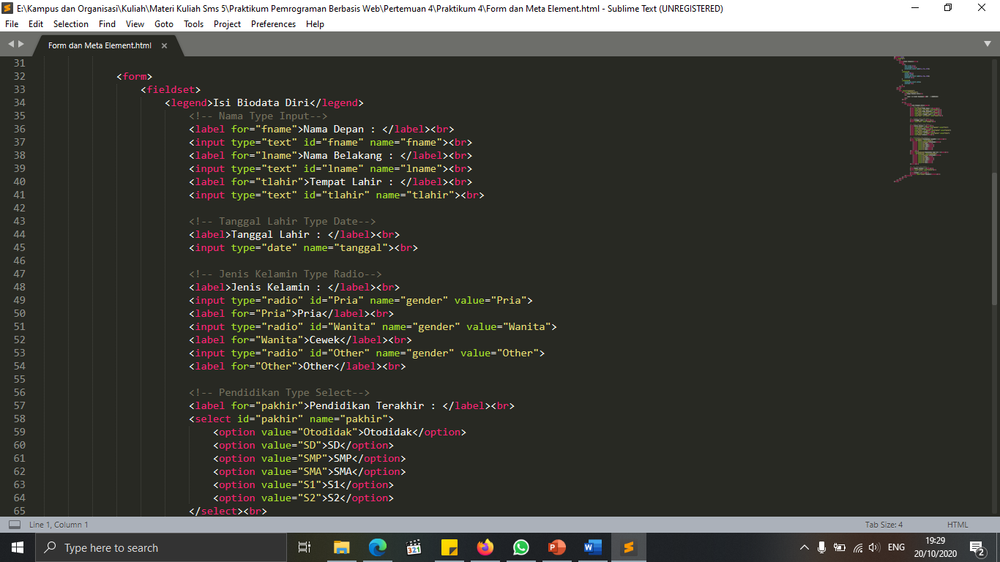 E:\Kampus dan Organisasi\Kuliah\Materi Kuliah Sms 5\Praktikum Pemrograman Berbasis Web\Pertemuan 4\Praktikum 4\Form dan Meta Element.html - Sublime Text (UNREGISTERED)
File Edit Selection Find View Goto Tools Project Preferences Help
Form dan Meta Element.html ×
31
32 <form>
33 <fieldset>
34 <legend>Isi Biodata Diri</legend>
35 <!-- Nama Type Input-->
36 <label for="fname">Nama Depan : </label><br>
37 <input type="text" id="fname" name="fname"><br>
38 <label for="lname">Nama Belakang : </label><br>
39 <input type="text" id="lname" name="lname"><br>
40 <label for="tlahir">Tempat Lahir : </label><br>
41 <input type="text" id="tlahir" name="tlahir"><br>
42
43 <!-- Tanggal Lahir Type Date-->
44 <label>Tanggal Lahir : </label><br>
45 <input type="date" name="tanggal"><br>
46
47 <!-- Jenis Kelamin Type Radio-->
48 <label>Jenis Kelamin : </label><br>
49 <input type="radio" id="Pria" name="gender" value="Pria">
50 <label for="Pria">Pria</label><br>
51 <input type="radio" id="Wanita" name="gender" value="Wanita">
52 <label for="Wanita">Cewek</label><br>
53 <input type="radio" id="Other" name="gender" value="Other">
54 <label for="Other">Other</label><br>
55
56 <!-- Pendidikan Type Select-->
57 <label for="pakhir">Pendidikan Terakhir : </label><br>
58 <select id="pakhir" name="pakhir">
59 <option value="Otodidak">Otodidak</option>
60 <option value="SD">SD</option>
61 <option value="SMP">SMP</option>
62 <option value="SMA">SMA</option>
63 <option value="S1">S1</option>
64 <option value="S2">S2</option>
65 </select><br>
Line 1, Column 1 Tab Size: 4 HTML
Type here to search
321
ENG
19:29
20/10/2020
2